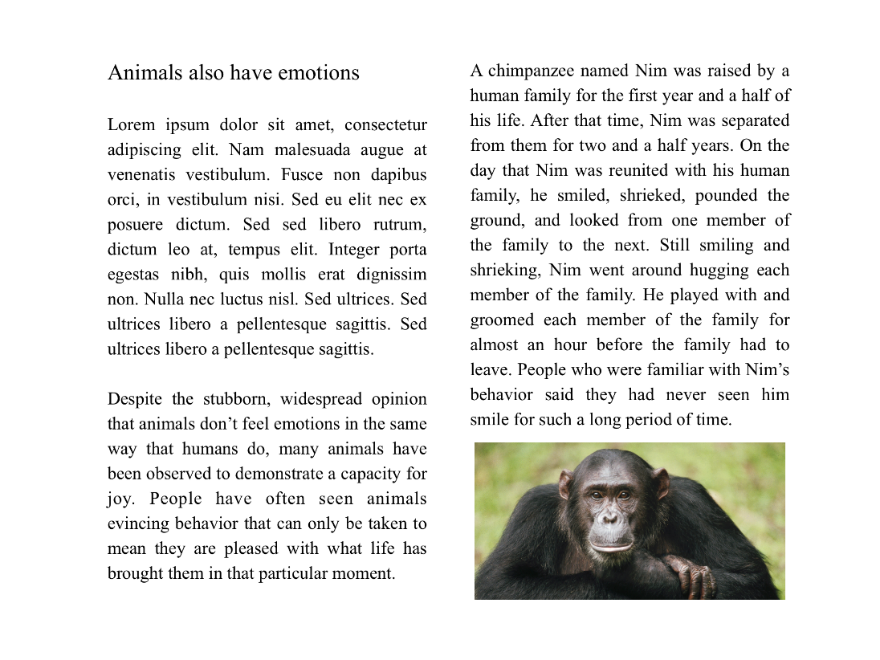 Animals also have emotions
Lorem ipsum dolor sit amet, consectetur
adipiscing elit. Nam malesuada augue at
venenatis vestibulum. Fusce non dapibus
orci, in vestibulum nisi. Sed eu elit nec ex
posuere dictum. Sed sed libero rutrum,
dictum leo at, tempus elit. Integer porta
egestas nibh, quis mollis erat dignissim
non. Nulla nec luctus nisl. Sed ultrices. Sed
ultrices libero a pellentesque sagittis. Sed
ultrices libero a pellentesque sagittis.
Despite the stubborn, widespread opinion
that animals don’t feel emotions in the same
way that humans do, many animals have
been observed to demonstrate a capacity for
joy. People have often seen animals
evincing behavior that can only be taken to
mean they are pleased with what life has
brought them in that particular moment.
A chimpanzee named Nim was raised by a
human family for the first year and a half of
his life. After that time, Nim was separated
from them for two and a half years. On the
day that Nim was reunited with his human
family, he smiled, shrieked, pounded the
ground, and looked from one member of
the family to the next. Still smiling and
shrieking, Nim went around hugging each
member of the family. He played with and
groomed each member of the family for
almost an hour before the family had to
leave. People who were familiar with Nim’s
behavior said they had never seen him
smile for such a long period of time.